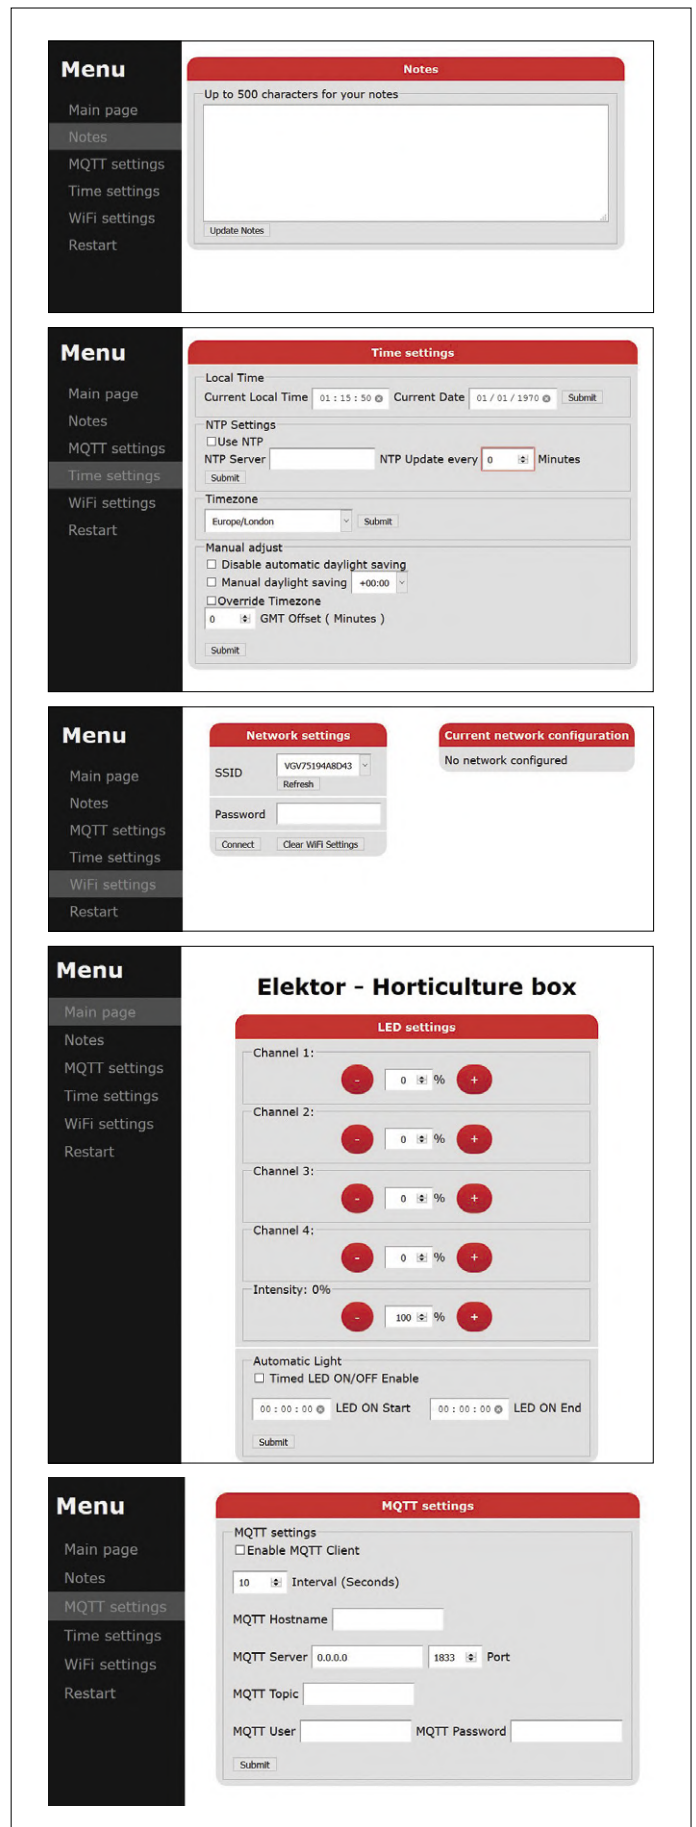 Menu
Main page
Notes
MQTT settings
Time settings
WiFi settings
Restart
Notes
Up to 500 characters for your notes
Update Notes
Menu
Main page
Notes
MQTT settings
Time settings
WiFi settings
Restart
Time settings
Local Time
Current Local Time 01 : 15 : 50 Current Date 01 / 01 / 1970 Submit
NTP Settings
Use NTP
NTP Server NTP Update every 0 Minutes
Submit
Timezone
Europe/London Submit
Manual adjust
Disable automatic daylight saving
Manual daylight saving +00:00
Override Timezone
0 GMT Offset ( Minutes )
Submit
Menu
Main page
Notes
MQTT settings
Time settings
WiFi settings
Restart
Network settings
SSID VGV75194A8D43
Refresh
Password
Connect Clear WiFi Settings
Current network configuration
No network configured
Menu
Main page
Notes
MQTT settings
Time settings
WiFi settings
Restart
Elektor - Horticulture box
LED settings
Channel 1:
- 0 % +
Channel 2:
- 0 % +
Channel 3:
- 0 % +
Channel 4:
- 0 % +
Intensity: 0%
- 100 % +
Automatic Light
Timed LED ON/OFF Enable
00 : 00 : 00 LED ON Start 00 : 00 : 00 LED ON End
Submit
Menu
Main page
Notes
MQTT settings
Time settings
WiFi settings
Restart
MQTT settings
MQTT settings
Enable MQTT Client
10 Interval (Seconds)
MQTT Hostname
MQTT Server 0.0.0.0 1833 Port
MQTT Topic
MQTT User MQTT Password
Submit